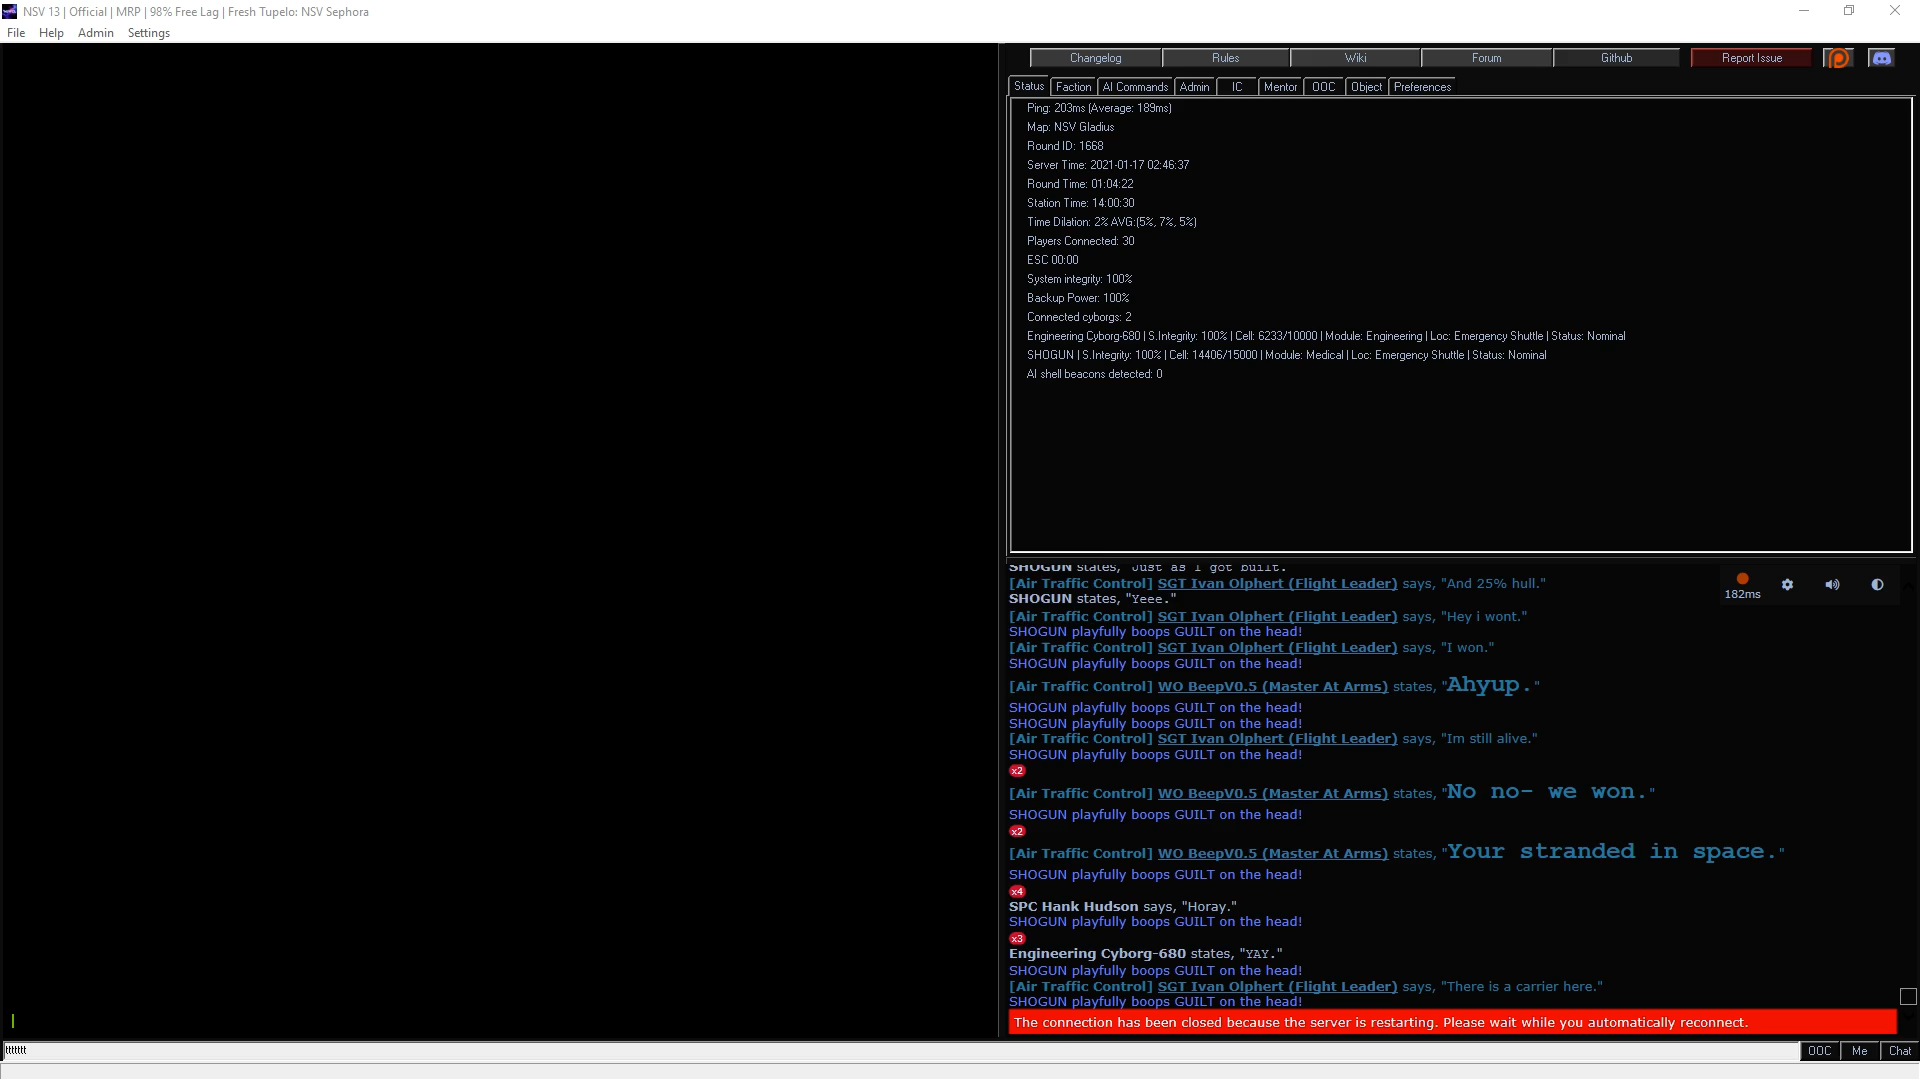 NSV 13 | Official | MRP | 98% Free Lag | Fresh Tupelo: NSV Sephora
File Help Admin Settings
Changelog Rules Wiki Forum Github Report Issue
Status Faction AI Commands Admin IC Mentor OOC Object Preferences
Ping: 203ms (Average: 189ms)
Map: NSV Gladius
Round ID: 1668
Server Time: 2021-01-17 02:46:37
Round Time: 01:04:22
Station Time: 14:00:30
Time Dilation: 2% AVG:(5%, 7%, 5%)
Players Connected: 30
ESC 00:00
System integrity: 100%
Backup Power: 100%
Connected cyborgs: 2
Engineering Cyborg-680 | S.Integrity: 100% | Cell: 6233/10000 | Module: Engineering | Loc: Emergency Shuttle | Status: Nominal
SHOGUN | S.Integrity: 100% | Cell: 14406/15000 | Module: Medical | Loc: Emergency Shuttle | Status: Nominal
AI shell beacons detected: 0
SHOGUN states, "Just as I got built."
[Air Traffic Control] SGT Ivan Olphert (Flight Leader) says, "And 25% hull."
182ms
SHOGUN states, "Yeee."
[Air Traffic Control] SGT Ivan Olphert (Flight Leader) says, "Hey i wont."
SHOGUN playfully boops GUILT on the head!
[Air Traffic Control] SGT Ivan Olphert (Flight Leader) says, "I won."
SHOGUN playfully boops GUILT on the head!
[Air Traffic Control] WO BeepV0.5 (Master At Arms) states, "Ahyup."
SHOGUN playfully boops GUILT on the head!
SHOGUN playfully boops GUILT on the head!
[Air Traffic Control] SGT Ivan Olphert (Flight Leader) says, "Im still alive."
SHOGUN playfully boops GUILT on the head!
x2
[Air Traffic Control] WO BeepV0.5 (Master At Arms) states, "No no- we won."
SHOGUN playfully boops GUILT on the head!
x2
[Air Traffic Control] WO BeepV0.5 (Master At Arms) states, "Your stranded in space."
SHOGUN playfully boops GUILT on the head!
x4
SPC Hank Hudson says, "Horay."
SHOGUN playfully boops GUILT on the head!
x3
Engineering Cyborg-680 states, "YAY."
SHOGUN playfully boops GUILT on the head!
[Air Traffic Control] SGT Ivan Olphert (Flight Leader) says, "There is a carrier here."
SHOGUN playfully boops GUILT on the head!
The connection has been closed because the server is restarting. Please wait while you automatically reconnect.
OOC Me Chat